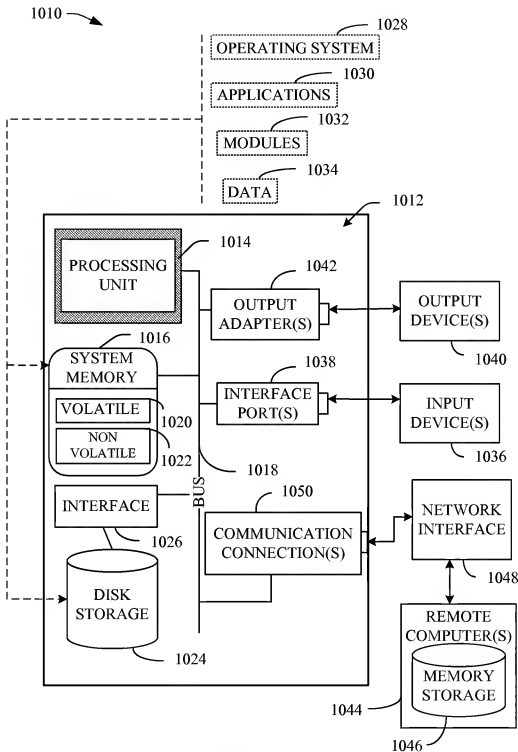 1010
1028
OPERATING SYSTEM
1030
APPLICATIONS
1032
MODULES
1034
DATA
1012
1014
PROCESSING
UNIT
1042
OUTPUT
ADAPTER(S)
OUTPUT
DEVICE(S)
1040
1016
SYSTEM
MEMORY
1038
INTERFACE
PORT(S)
INPUT
DEVICE(S)
1036
VOLATILE
1020
NON
VOLATILE
1022
1018
BUS
1050
INTERFACE
1026
COMMUNICATION
CONNECTION(S)
NETWORK
INTERFACE
1048
DISK
STORAGE
1024
REMOTE
COMPUTER(S)
MEMORY
STORAGE
1044
1046